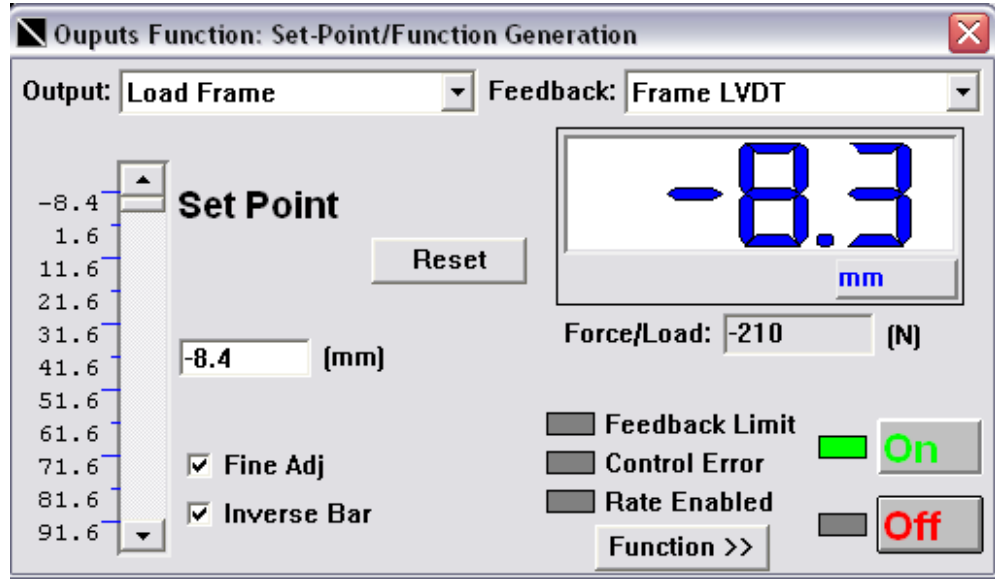 Ouputs Function: Set-Point/Function Generation
Output: Load Frame Feedback: Frame LVDT
-8.3
mm
Force/Load: -210 (N)
Set Point
Reset
-8.4 (mm)
Fine Adj
Inverse Bar
-8.4
1.6
11.6
21.6
31.6
41.6
51.6
61.6
71.6
81.6
91.6
Feedback Limit
Control Error
Rate Enabled
On
Off
Function >>